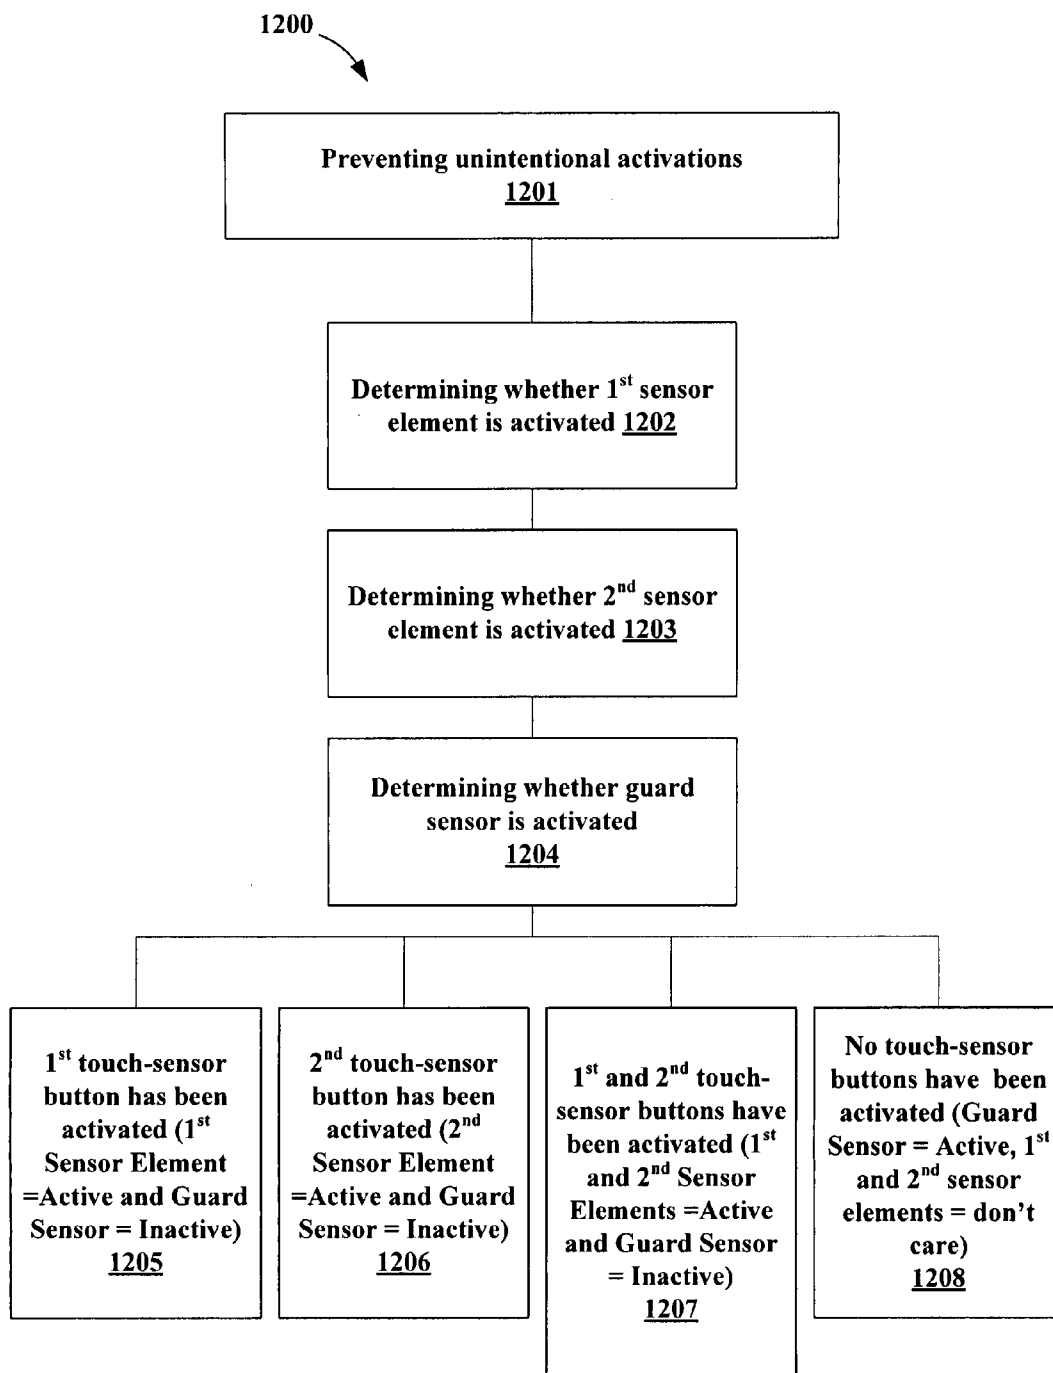 1200
Preventing unintentional activations
1201
Determining whether 1st sensor
element is activated 1202
Determining whether 2nd sensor
element is activated 1203
Determining whether guard
sensor is activated
1204
1st touch-sensor
button has been
activated (1st
Sensor Element
=Active and Guard
Sensor = Inactive)
1205
2nd touch-sensor
button has been
activated (2nd
Sensor Element
=Active and Guard
Sensor = Inactive)
1206
1st and 2nd touch-
sensor buttons have
been activated (1st
and 2nd Sensor
Elements =Active
and Guard Sensor
= Inactive)
1207
No touch-sensor
buttons have been
activated (Guard
Sensor = Active, 1st
and 2nd sensor
elements = don't
care)
1208